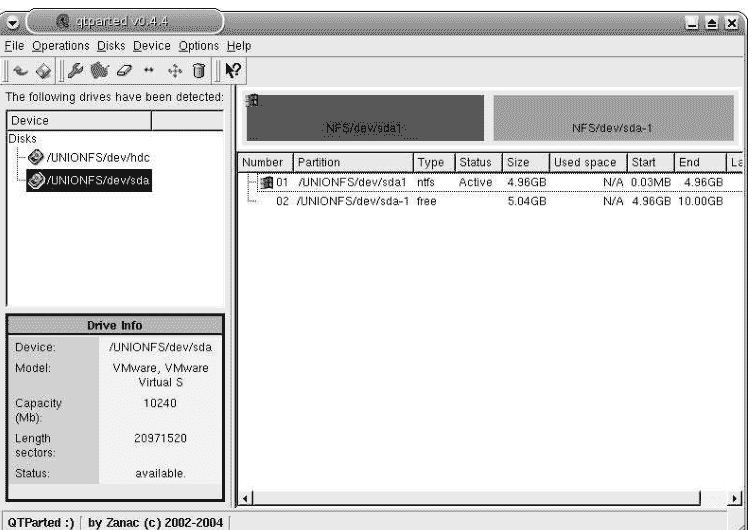 qtparted v0.4.4
File Operations Disks Device Options Help
The following drives have been detected:
Device
Disks
/UNIONFS/dev/hdc
/UNIONFS/dev/sda
NFS/dev/sda1 NFS/dev/sda-1
Number Partition Type Status Size Used space Start End La
01 /UNIONFS/dev/sda1 ntfs Active 4.96GB N/A 0.03MB 4.96GB
02 /UNIONFS/dev/sda-1 free 5.04GB N/A 4.96GB 10.00GB
Drive Info
Device: /UNIONFS/dev/sda
Model: VMware, VMware
Virtual S
Capacity 10240
(Mb):
Length 20971520
sectors:
Status: available.
QTParted :) by Zanac (c) 2002-2004